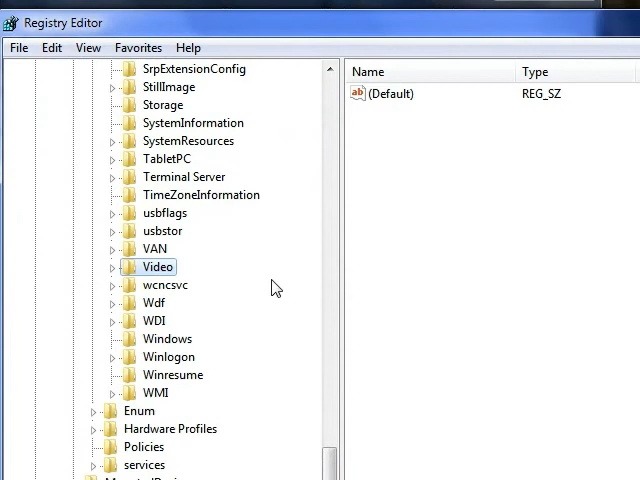 Registry Editor
File Edit View Favorites Help
Name Type
ab (Default) REG_SZ
SrpExtensionConfig
StillImage
Storage
SystemInformation
SystemResources
TabletPC
Terminal Server
TimeZoneInformation
usbflags
usbstor
VAN
Video
wcncsvc
Wdf
WDI
Windows
Winlogon
Winresume
WMI
Enum
Hardware Profiles
Policies
services